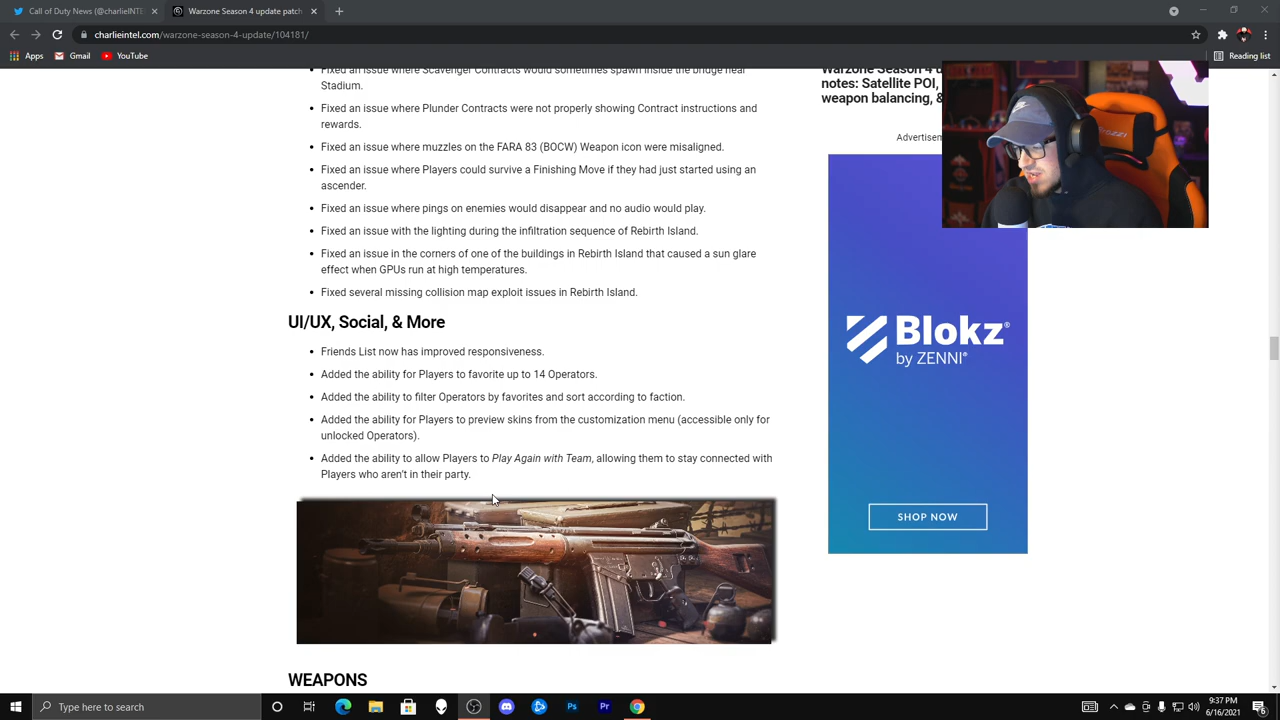 Call of Duty News (@charlieINTE
Warzone Season 4 update patch
charlieintel.com/warzone-season-4-update/104181/
Apps
Gmail
YouTube
Reading list
Fixed an issue where Scavenger Contracts would sometimes spawn inside the bridge near
Stadium.
Fixed an issue where Plunder Contracts were not properly showing Contract instructions and
rewards.
Fixed an issue where muzzles on the FARA 83 (BOCW) Weapon icon were misaligned.
Fixed an issue where Players could survive a Finishing Move if they had just started using an
ascender.
Fixed an issue where pings on enemies would disappear and no audio would play.
Fixed an issue with the lighting during the infiltration sequence of Rebirth Island.
Fixed an issue in the corners of one of the buildings in Rebirth Island that caused a sun glare
effect when GPUs run at high temperatures.
Fixed several missing collision map exploit issues in Rebirth Island.
UI/UX, Social, & More
Friends List now has improved responsiveness.
Added the ability for Players to favorite up to 14 Operators.
Added the ability to filter Operators by favorites and sort according to faction.
Added the ability for Players to preview skins from the customization menu (accessible only for
unlocked Operators).
Added the ability to allow Players to Play Again with Team, allowing them to stay connected with
Players who aren't in their party.
WEAPONS
Warzone Season 4 u
notes: Satellite POI,
weapon balancing, &
Advertisem
Blokz®
by ZENNI®
SHOP NOW
Type here to search
9:37 PM
6/16/2021